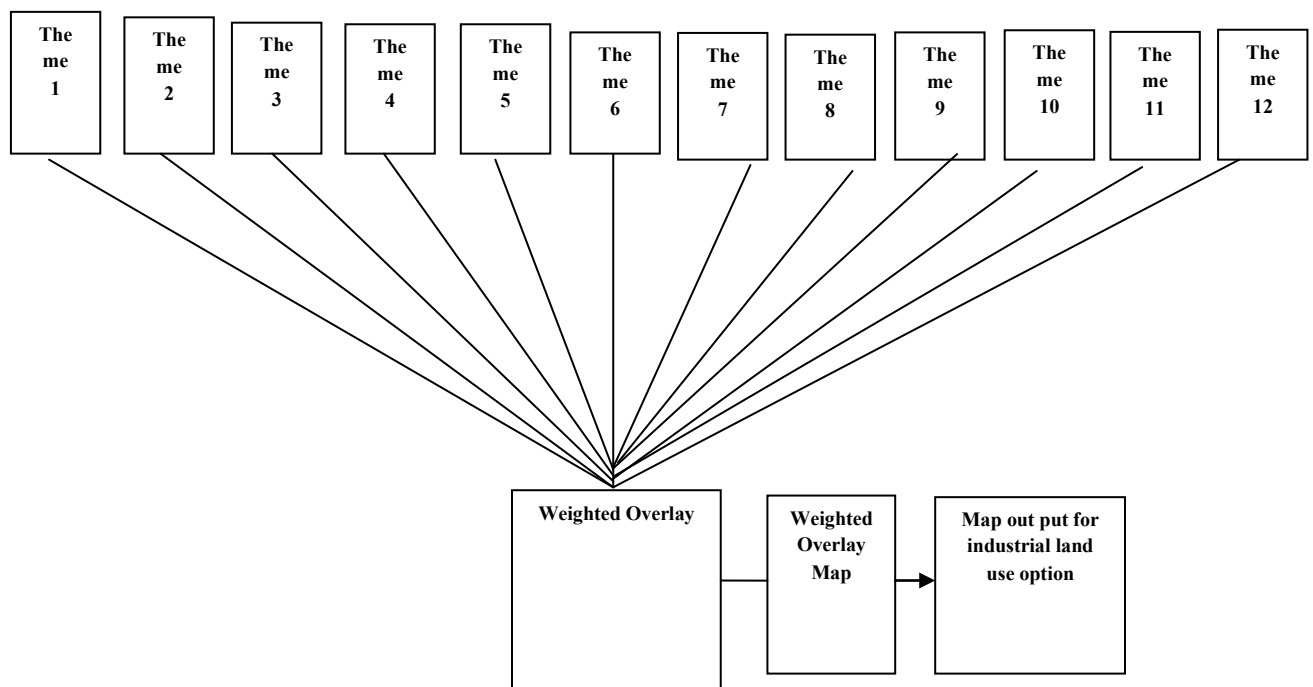 The
me
1
The
me
2
The
me
3
The
me
4
The
me
5
The
me
6
The
me
7
The
me
8
The
me
9
The
me
10
The
me
11
The
me
12
Weighted Overlay
Weighted
Overlay
Map
Map out put for
industrial land
use option